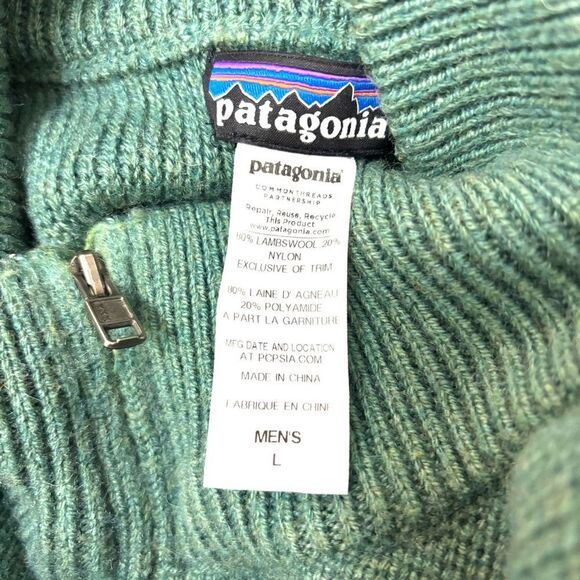 patagonia
patagonia®
COMMONTHREADS
PARTNERSHIP
Repair, Reuse, Recycle
This Product
www.patagonia.com
80% LAMBSWOOL 20%
NYLON
EXCLUSIVE OF TRIM
80% LAINE D' AGNEAU
20% POLYAMIDE
A PART LA GARNITURE
MFG DATE AND LOCATION
AT PCPSIA.COM
MADE IN CHINA
FABRIQUE EN CHINE
MEN'S
L